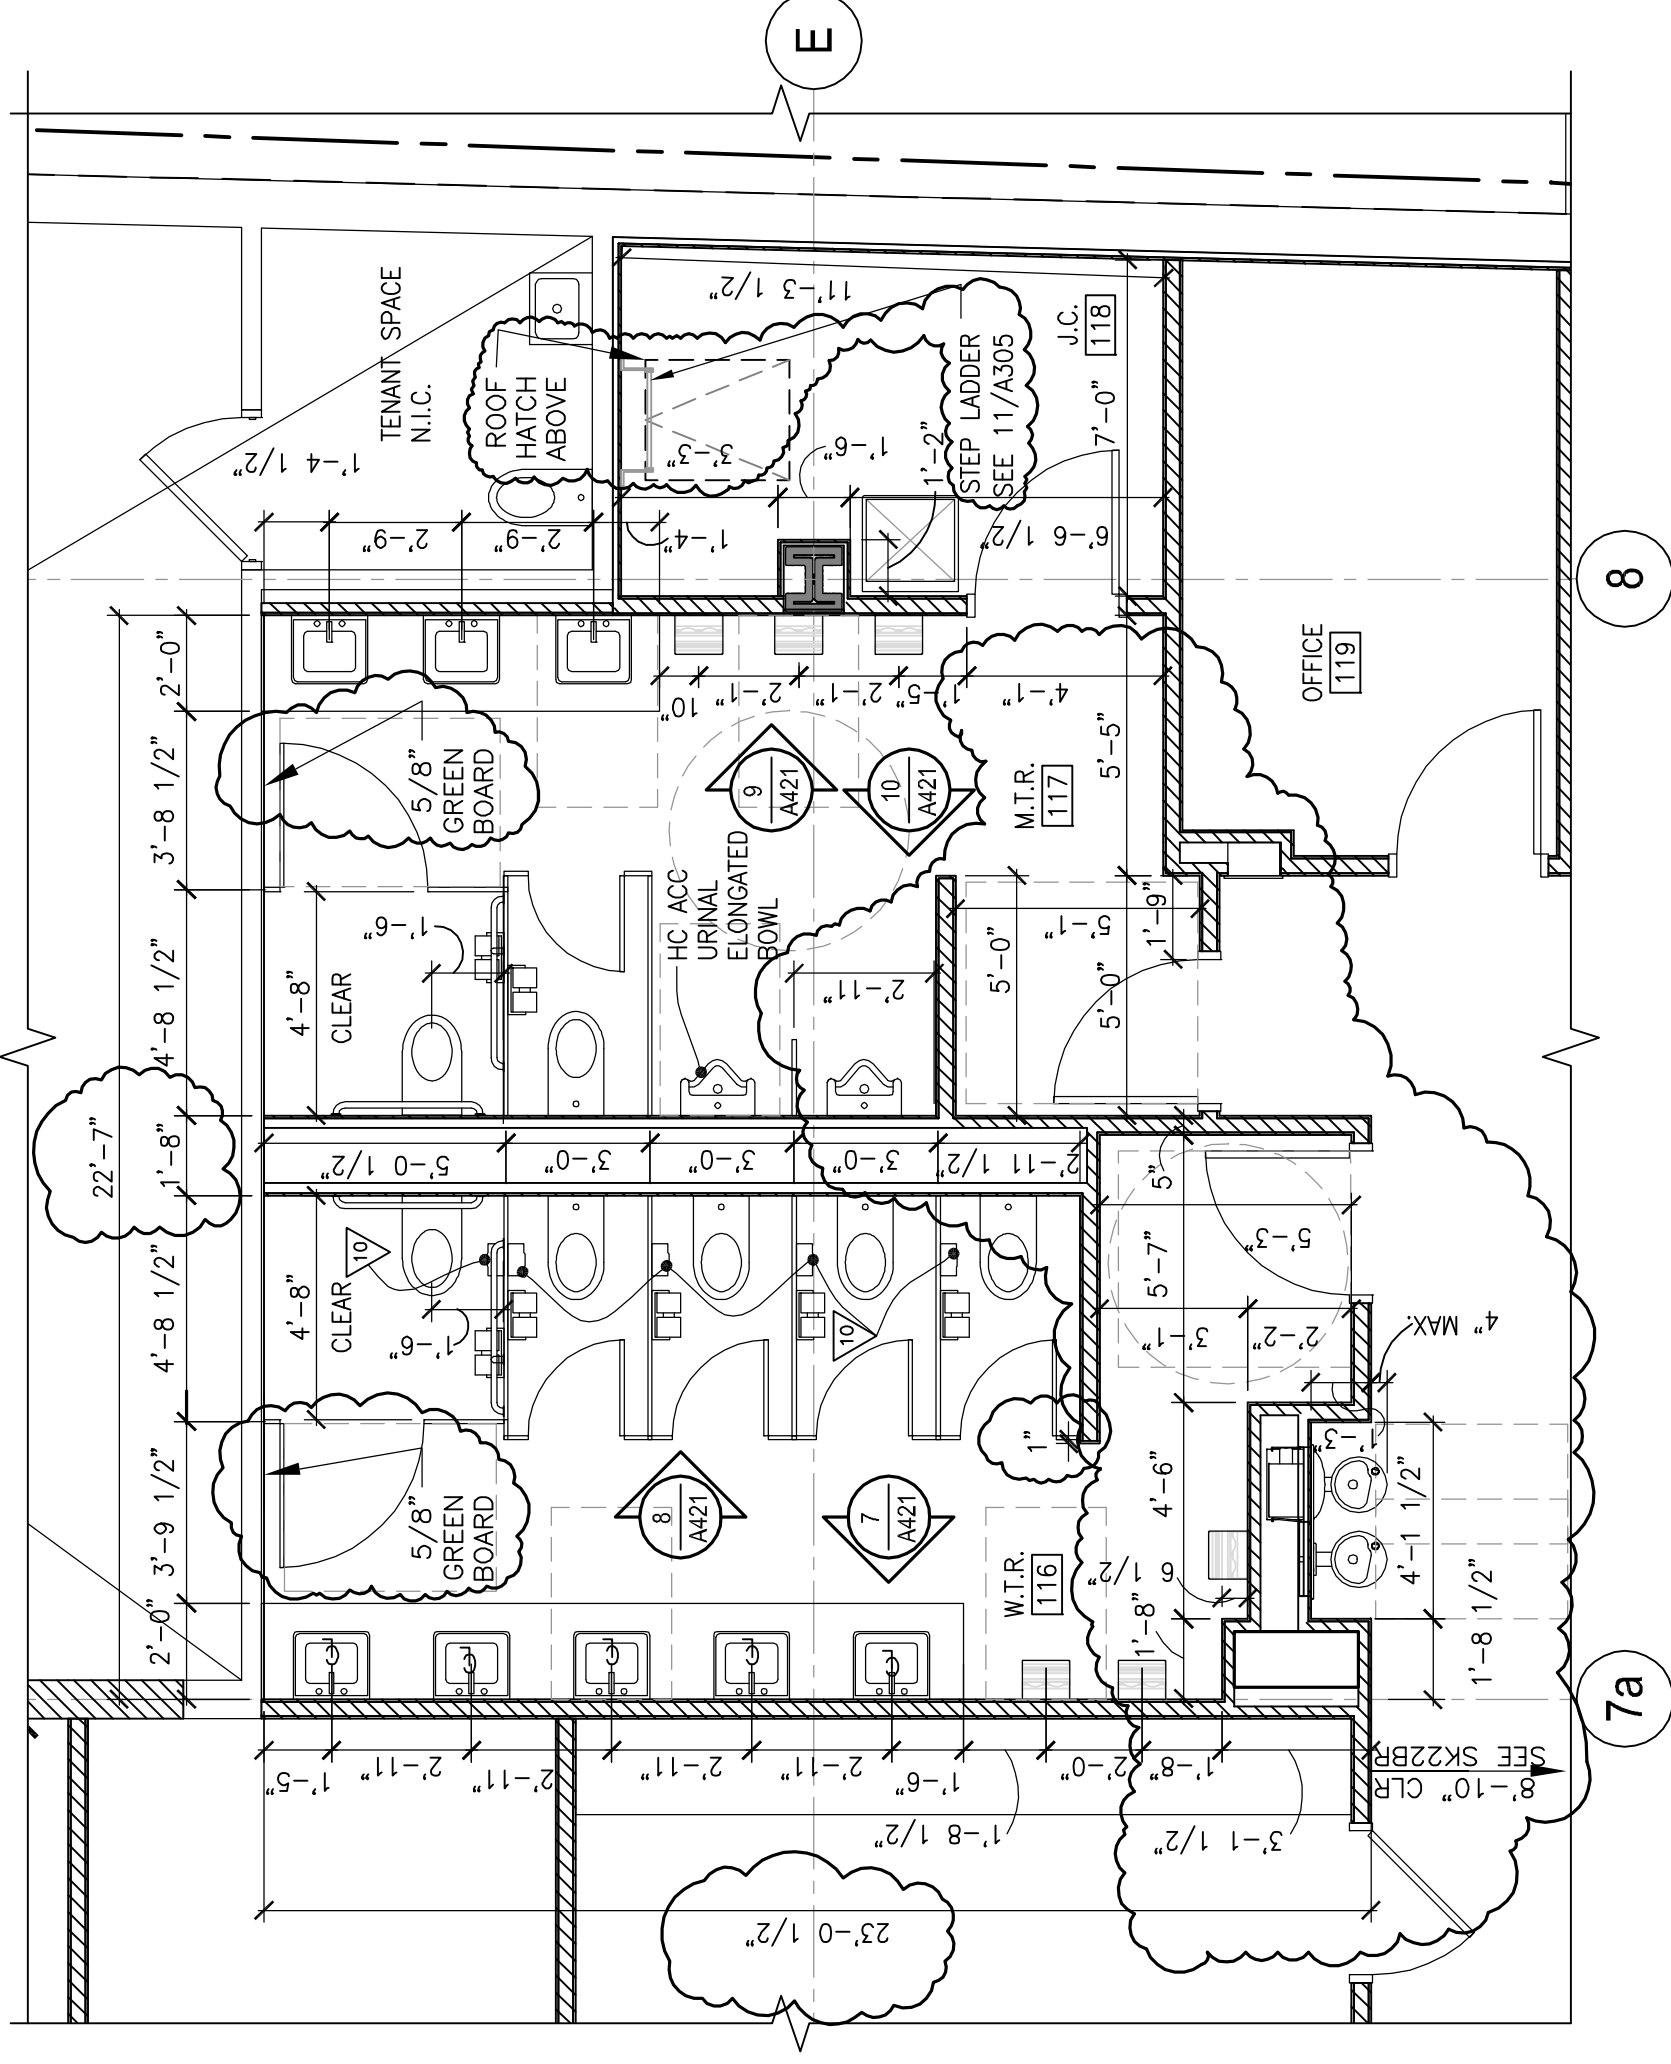 E
8
7a
TENANT SPACE
N.I.C.
ROOF
HATCH
ABOVE
11'-3 1/2"
1'-4 1/2"
3'-3"
1'-6"
1'-2"
STEP LADDER
SEE 11/A305
J.C.
118
7'-0"
2'-9"
2'-9"
1'-4"
6'-6 1/2"
OFFICE
119
22'-7"
2'-0"
3'-8 1/2"
4'-8 1/2"
1'-8"
4'-8 1/2"
3'-9 1/2"
2'-0"
5/8"
GREEN
BOARD
10"
2'-1"
2'-1"
1'-5"
4'-1"
9
A421
10
A421
M.T.R.
117
5'-5"
HC ACC
URINAL
ELONGATED
BOWL
4'-8"
CLEAR
1'-6"
2'-11"
5'-0"
5'-1"
1'-9"
5'-0"
5'-0 1/2"
3'-0"
3'-0"
3'-0"
2'-11 1/2"
5"
4'-8"
CLEAR
1'-6"
10
10
5'-7"
5'-3"
3'-1"
2'-2"
4" MAX.
1'-3"
1"
5/8"
GREEN
BOARD
8
A421
7
A421
W.T.R.
116
4'-6"
6 1/2"
1'-8"
4'-1 1/2"
1'-8 1/2"
1'-5"
2'-11"
2'-11"
2'-11"
2'-11"
1'-6"
2'-0"
1'-8"
1'-8 1/2"
3'-1 1/2"
8'-10" CLR
SEE SK22BR
23'-0 1/2"